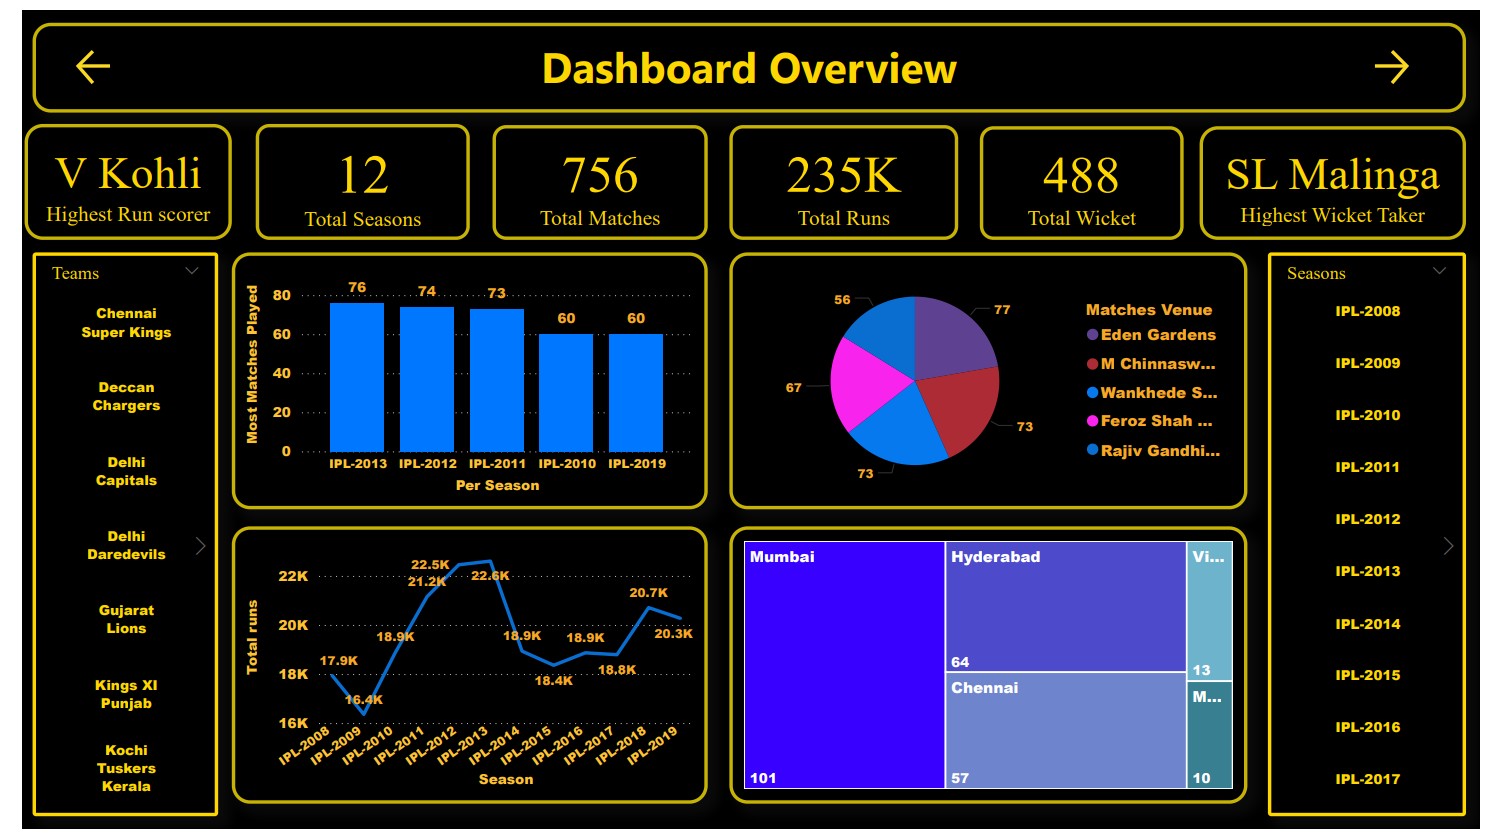 Dashboard Overview
V Kohli
Highest Run scorer
12
Total Seasons
756
Total Matches
235K
Total Runs
488
Total Wicket
SL Malinga
Highest Wicket Taker
Teams
Chennai
Super Kings
Deccan
Chargers
Delhi
Capitals
Delhi
Daredevils
Gujarat
Lions
Kings XI
Punjab
Kochi
Tuskers
Kerala
Most Matches Played
80
60
40
20
0
76
74
73
60
60
IPL-2013
IPL-2012
IPL-2011
IPL-2010
IPL-2019
Per Season
56
77
67
73
73
Matches Venue
Eden Gardens
M Chinnasw...
Wankhede S...
Feroz Shah ...
Rajiv Gandhi...
Total runs
22K
20K
18K
16K
17.9K
16.4K
18.9K
21.2K
22.5K
22.6K
18.9K
18.4K
18.9K
18.8K
20.7K
20.3K
IPL-2008
IPL-2009
IPL-2010
IPL-2011
IPL-2012
IPL-2013
IPL-2014
IPL-2015
IPL-2016
IPL-2017
IPL-2018
IPL-2019
Season
Mumbai
101
Hyderabad
64
Chennai
57
Vi...
13
M...
10
Seasons
IPL-2008
IPL-2009
IPL-2010
IPL-2011
IPL-2012
IPL-2013
IPL-2014
IPL-2015
IPL-2016
IPL-2017